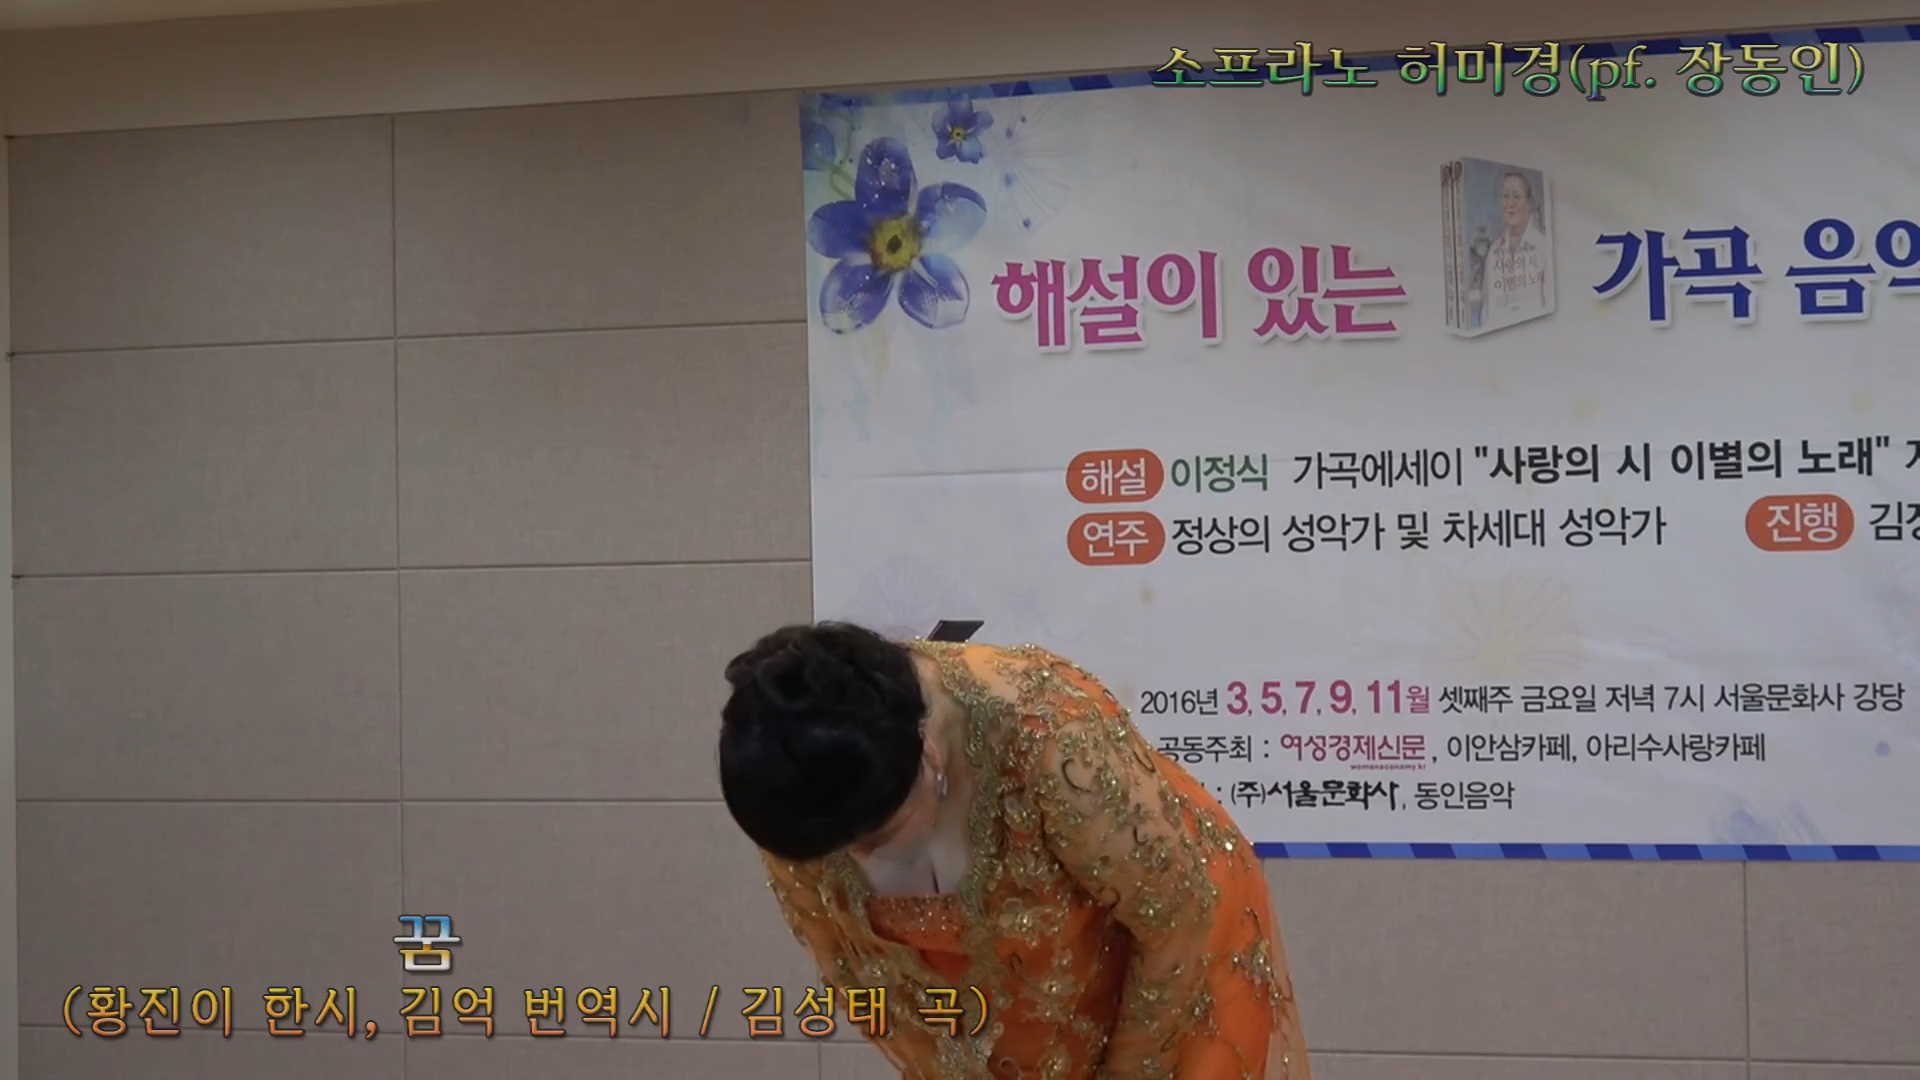 소프라노 허미경(pf. 장동인)
해설이 있는 가곡 음악
사랑의 시
이별의 노래
해설 이정식 가곡에세이 "사랑의 시 이별의 노래"
연주 정상의 성악가 및 차세대 성악가 진행
2016년 3, 5, 7, 9, 11월 셋째주 금요일 저녁 7시 서울문화사 강당
공동주최 : 여성경제신문, 이안삼카페, 아리수사랑카페
womaneconomy.kr
: (주)서울문화사, 동인음악
꿈
(황진이 한시, 김억 번역시 / 김성태 곡)